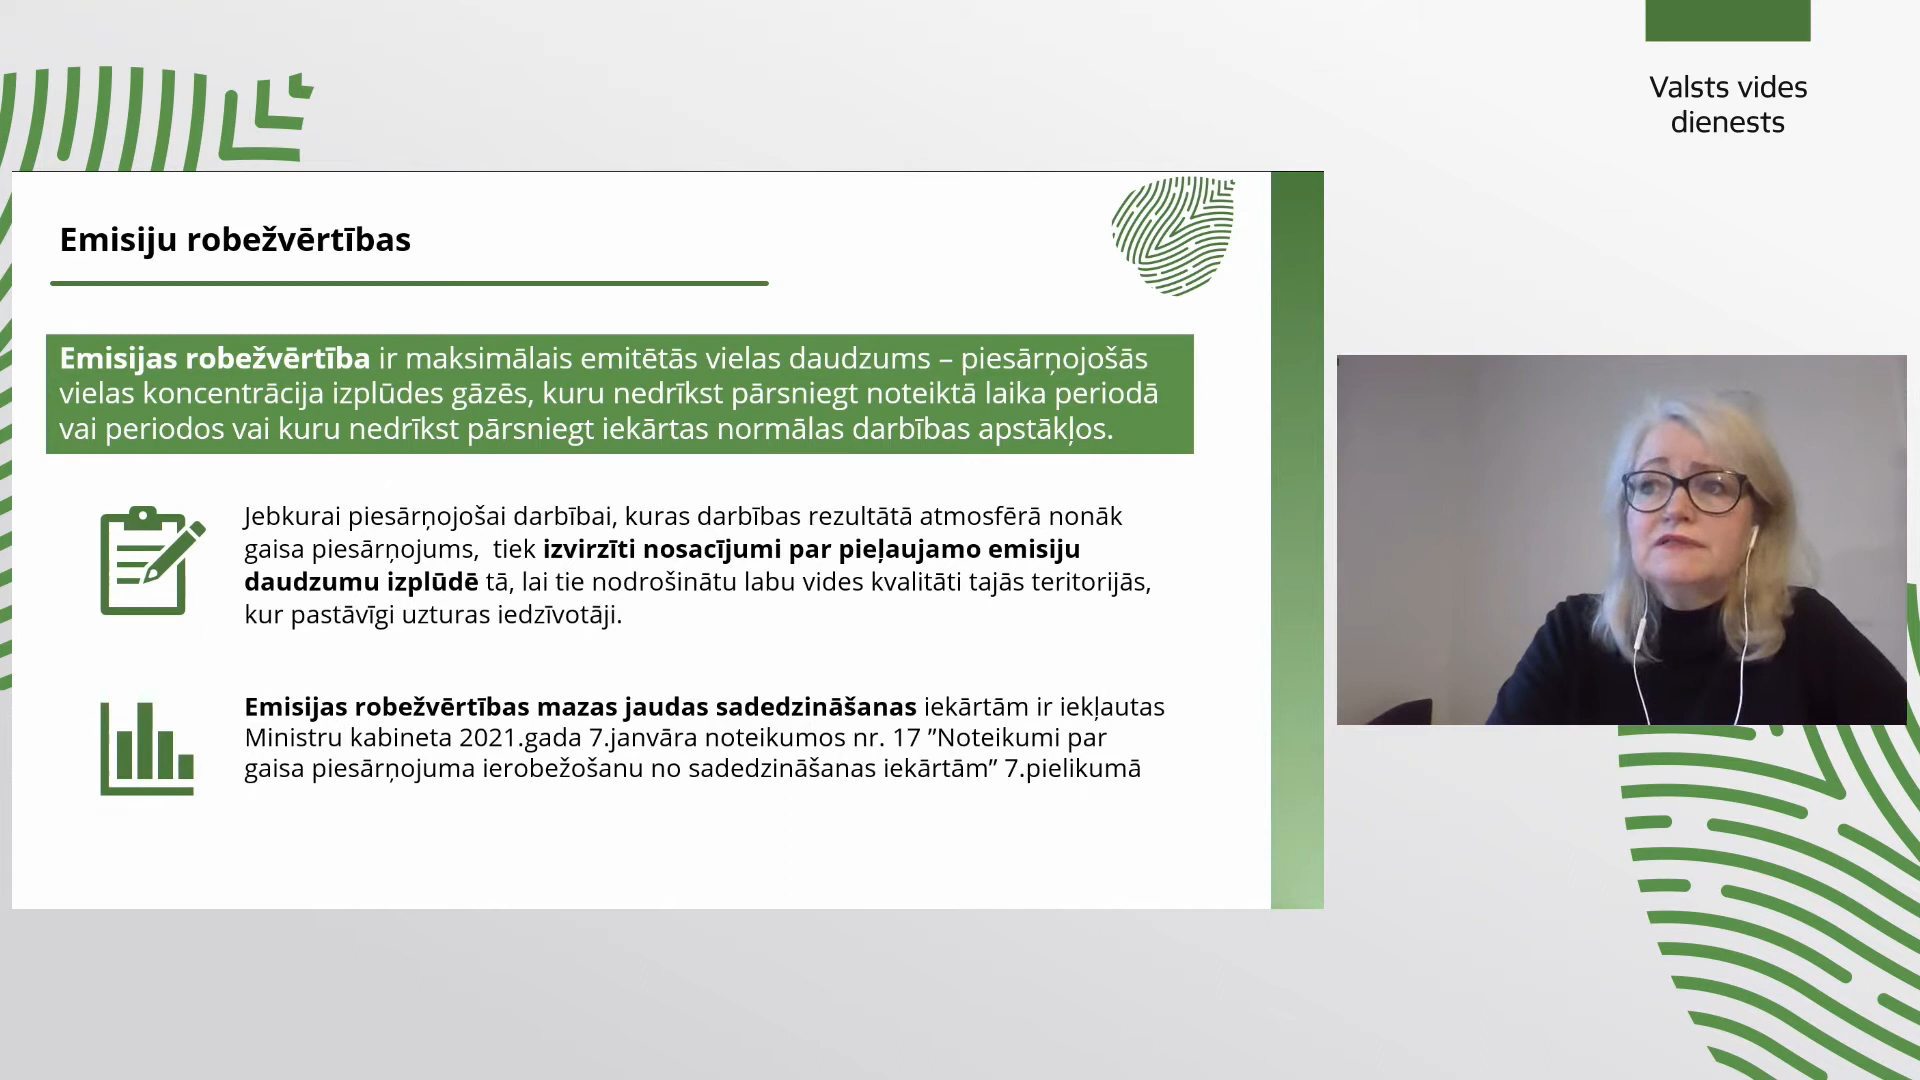 Valsts vides
dienests
Emisiju robežvērtības
Emisijas robežvērtība ir maksimālais emitētās vielas daudzums – piesārņojošās
vielas koncentrācija izplūdes gāzēs, kuru nedrīkst pārsniegt noteiktā laika periodā
vai periodos vai kuru nedrīkst pārsniegt iekārtas normālas darbības apstākļos.
Jebkurai piesārņojošai darbībai, kuras darbības rezultātā atmosfērā nonāk
gaisa piesārņojums, tiek izvirzīti nosacījumi par pieļaujamo emisiju
daudzumu izplūdē tā, lai tie nodrošinātu labu vides kvalitāti tajās teritorijās,
kur pastāvīgi uzturas iedzīvotāji.
Emisijas robežvērtības mazas jaudas sadedzināšanas iekārtām ir iekļautas
Ministru kabineta 2021.gada 7.janvāra noteikumos nr. 17 ”Noteikumi par
gaisa piesārņojuma ierobežošanu no sadedzināšanas iekārtām” 7.pielikumā